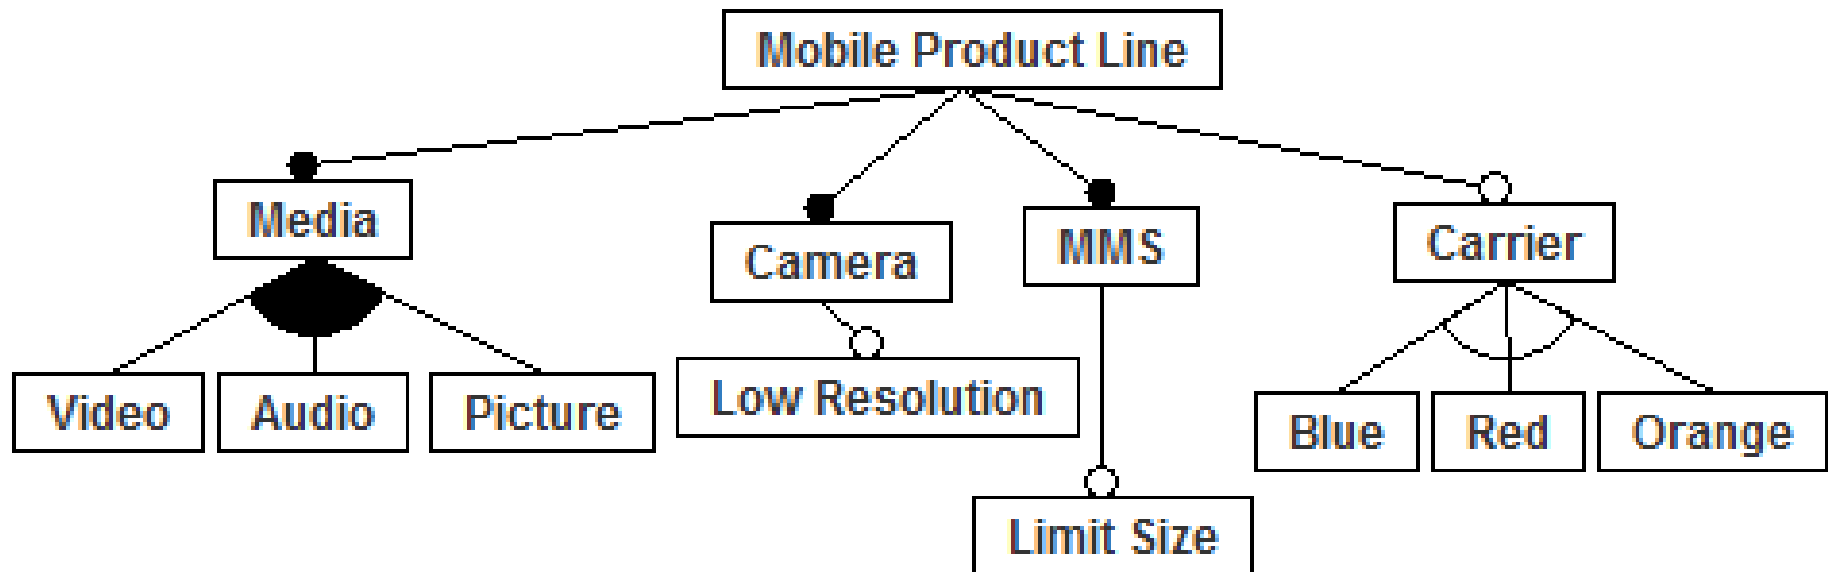 Mobile Product Line
Media
Camera
MMS
Carrier
Video
Audio
Picture
Low Resolution
Blue
Red
Orange
Limit Size